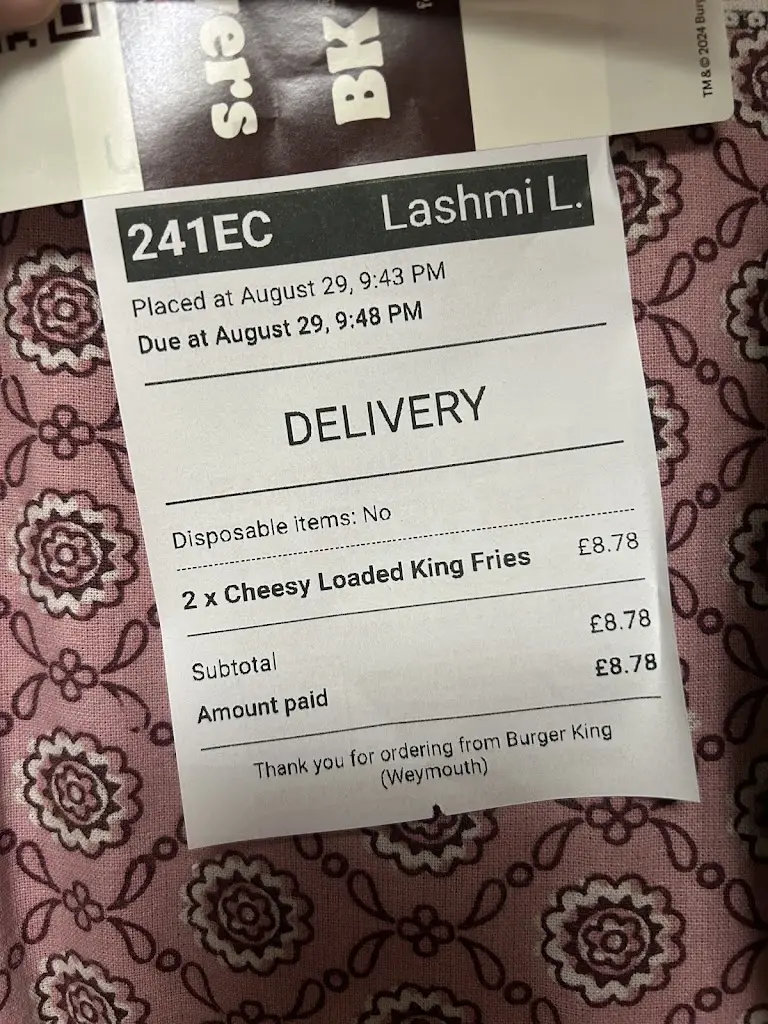 ers
BK
TM & © 2024 Bur
241EC Lashmi L.
Placed at August 29, 9:43 PM
Due at August 29, 9:48 PM
DELIVERY
Disposable items: No
2 x Cheesy Loaded King Fries £8.78
Subtotal £8.78
Amount paid £8.78
Thank you for ordering from Burger King
(Weymouth)